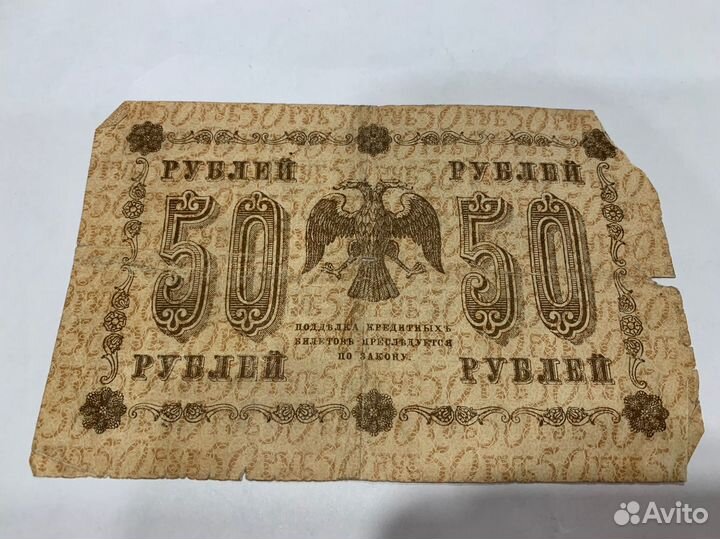 РУБЛЕЙ РУБЛЕЙ
50 50
ПОДДѢЛКА КРЕДИТНЫХЪ
БИЛЕТОВЪ ПРЕСЛѢДУЕТСЯ
ПО ЗАКОНУ.
РУБЛЕЙ РУБЛЕЙ
Avito